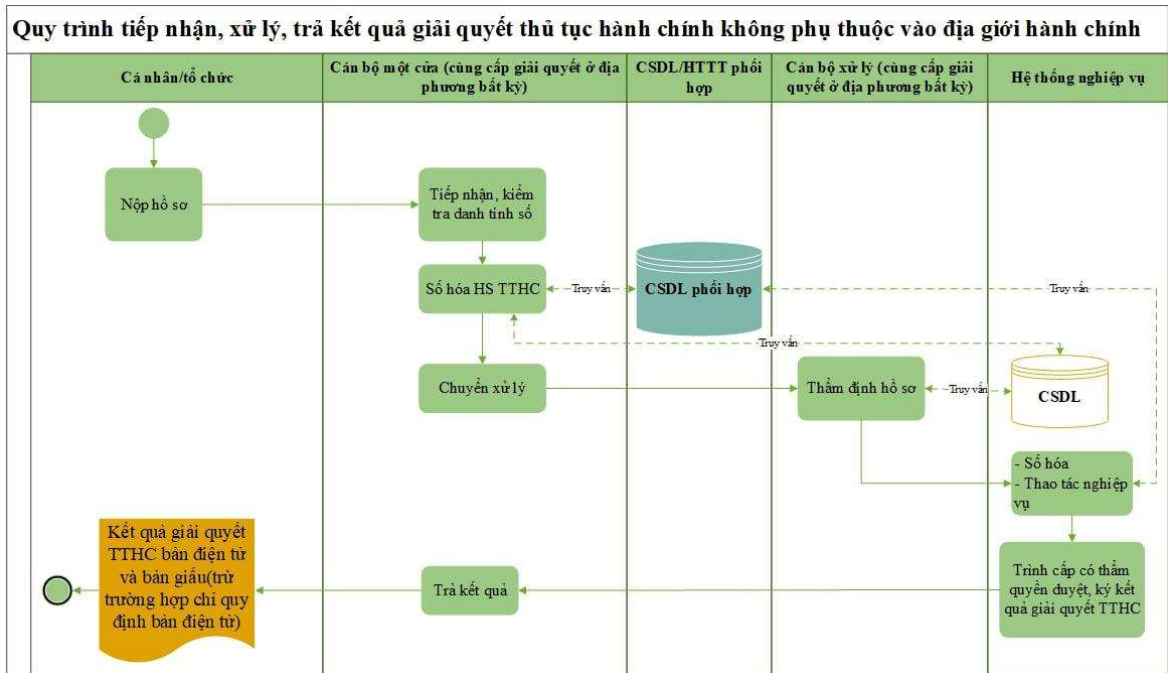 Quy trình tiếp nhận, xử lý, trả kết quả giải quyết thủ tục hành chính không phụ thuộc vào địa giới hành chính
Cá nhân/tổ chức
Cán bộ một cửa (cùng cấp giải quyết ở địa
phương bất kỳ)
CSDL/HTTT phối
hợp
Cán bộ xử lý (cùng cấp giải
quyết ở địa phương bất kỳ)
Hệ thống nghiệp vụ
Nộp hồ sơ
Tiếp nhận, kiểm
tra danh tính số
Số hóa HS TTHC
Truy vấn
CSDL phối hợp
Truy vấn
Truy vấn
Chuyển xử lý
Thẩm định hồ sơ
Truy vấn
CSDL
- Số hóa
- Thao tác nghiệp
vụ
Kết quả giải quyết
TTHC bản điện tử
và bản giấu(trừ
trường hợp chỉ quy
định bản điện tử)
Trả kết quả
Trình cấp có thẩm
quyền duyệt, ký kết
quả giải quyết TTHC